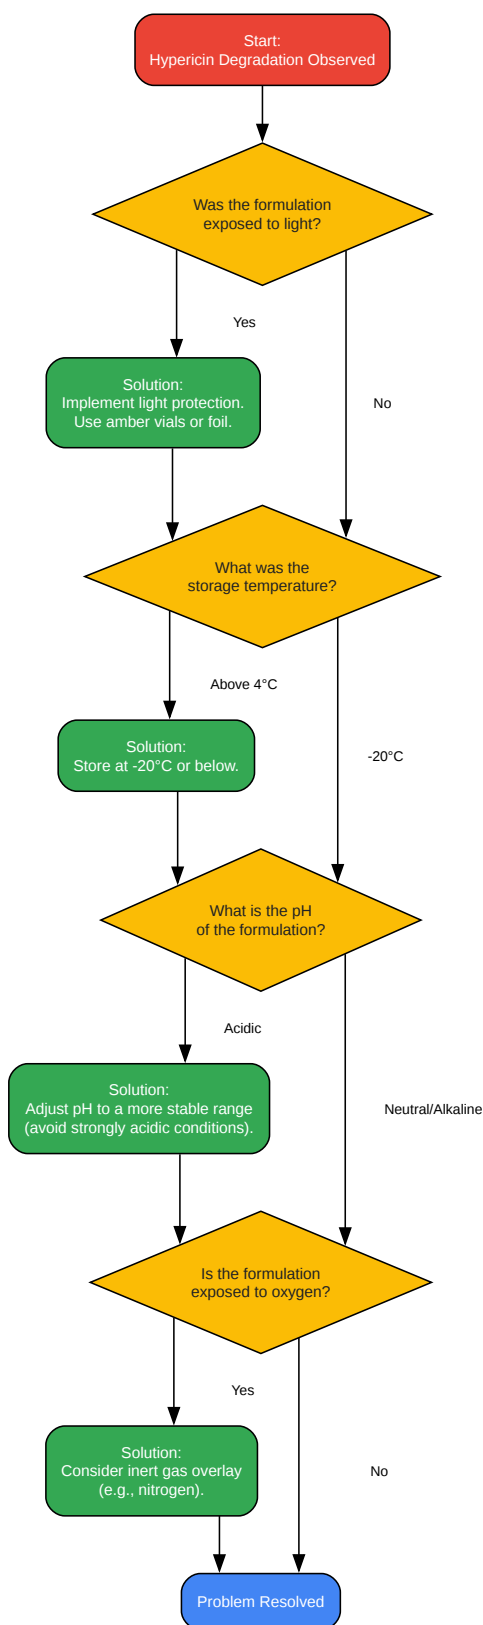 Start:
Hypericin Degradation Observed
Was the formulation
exposed to light?
Yes
Solution:
Implement light protection.
Use amber vials or foil.
No
What was the
storage temperature?
Above 4°C
Solution:
Store at -20°C or below.
-20°C
What is the pH
of the formulation?
Acidic
Solution:
Adjust pH to a more stable range
(avoid strongly acidic conditions).
Neutral/Alkaline
Is the formulation
exposed to oxygen?
Yes
Solution:
Consider inert gas overlay
(e.g., nitrogen).
No
Problem Resolved